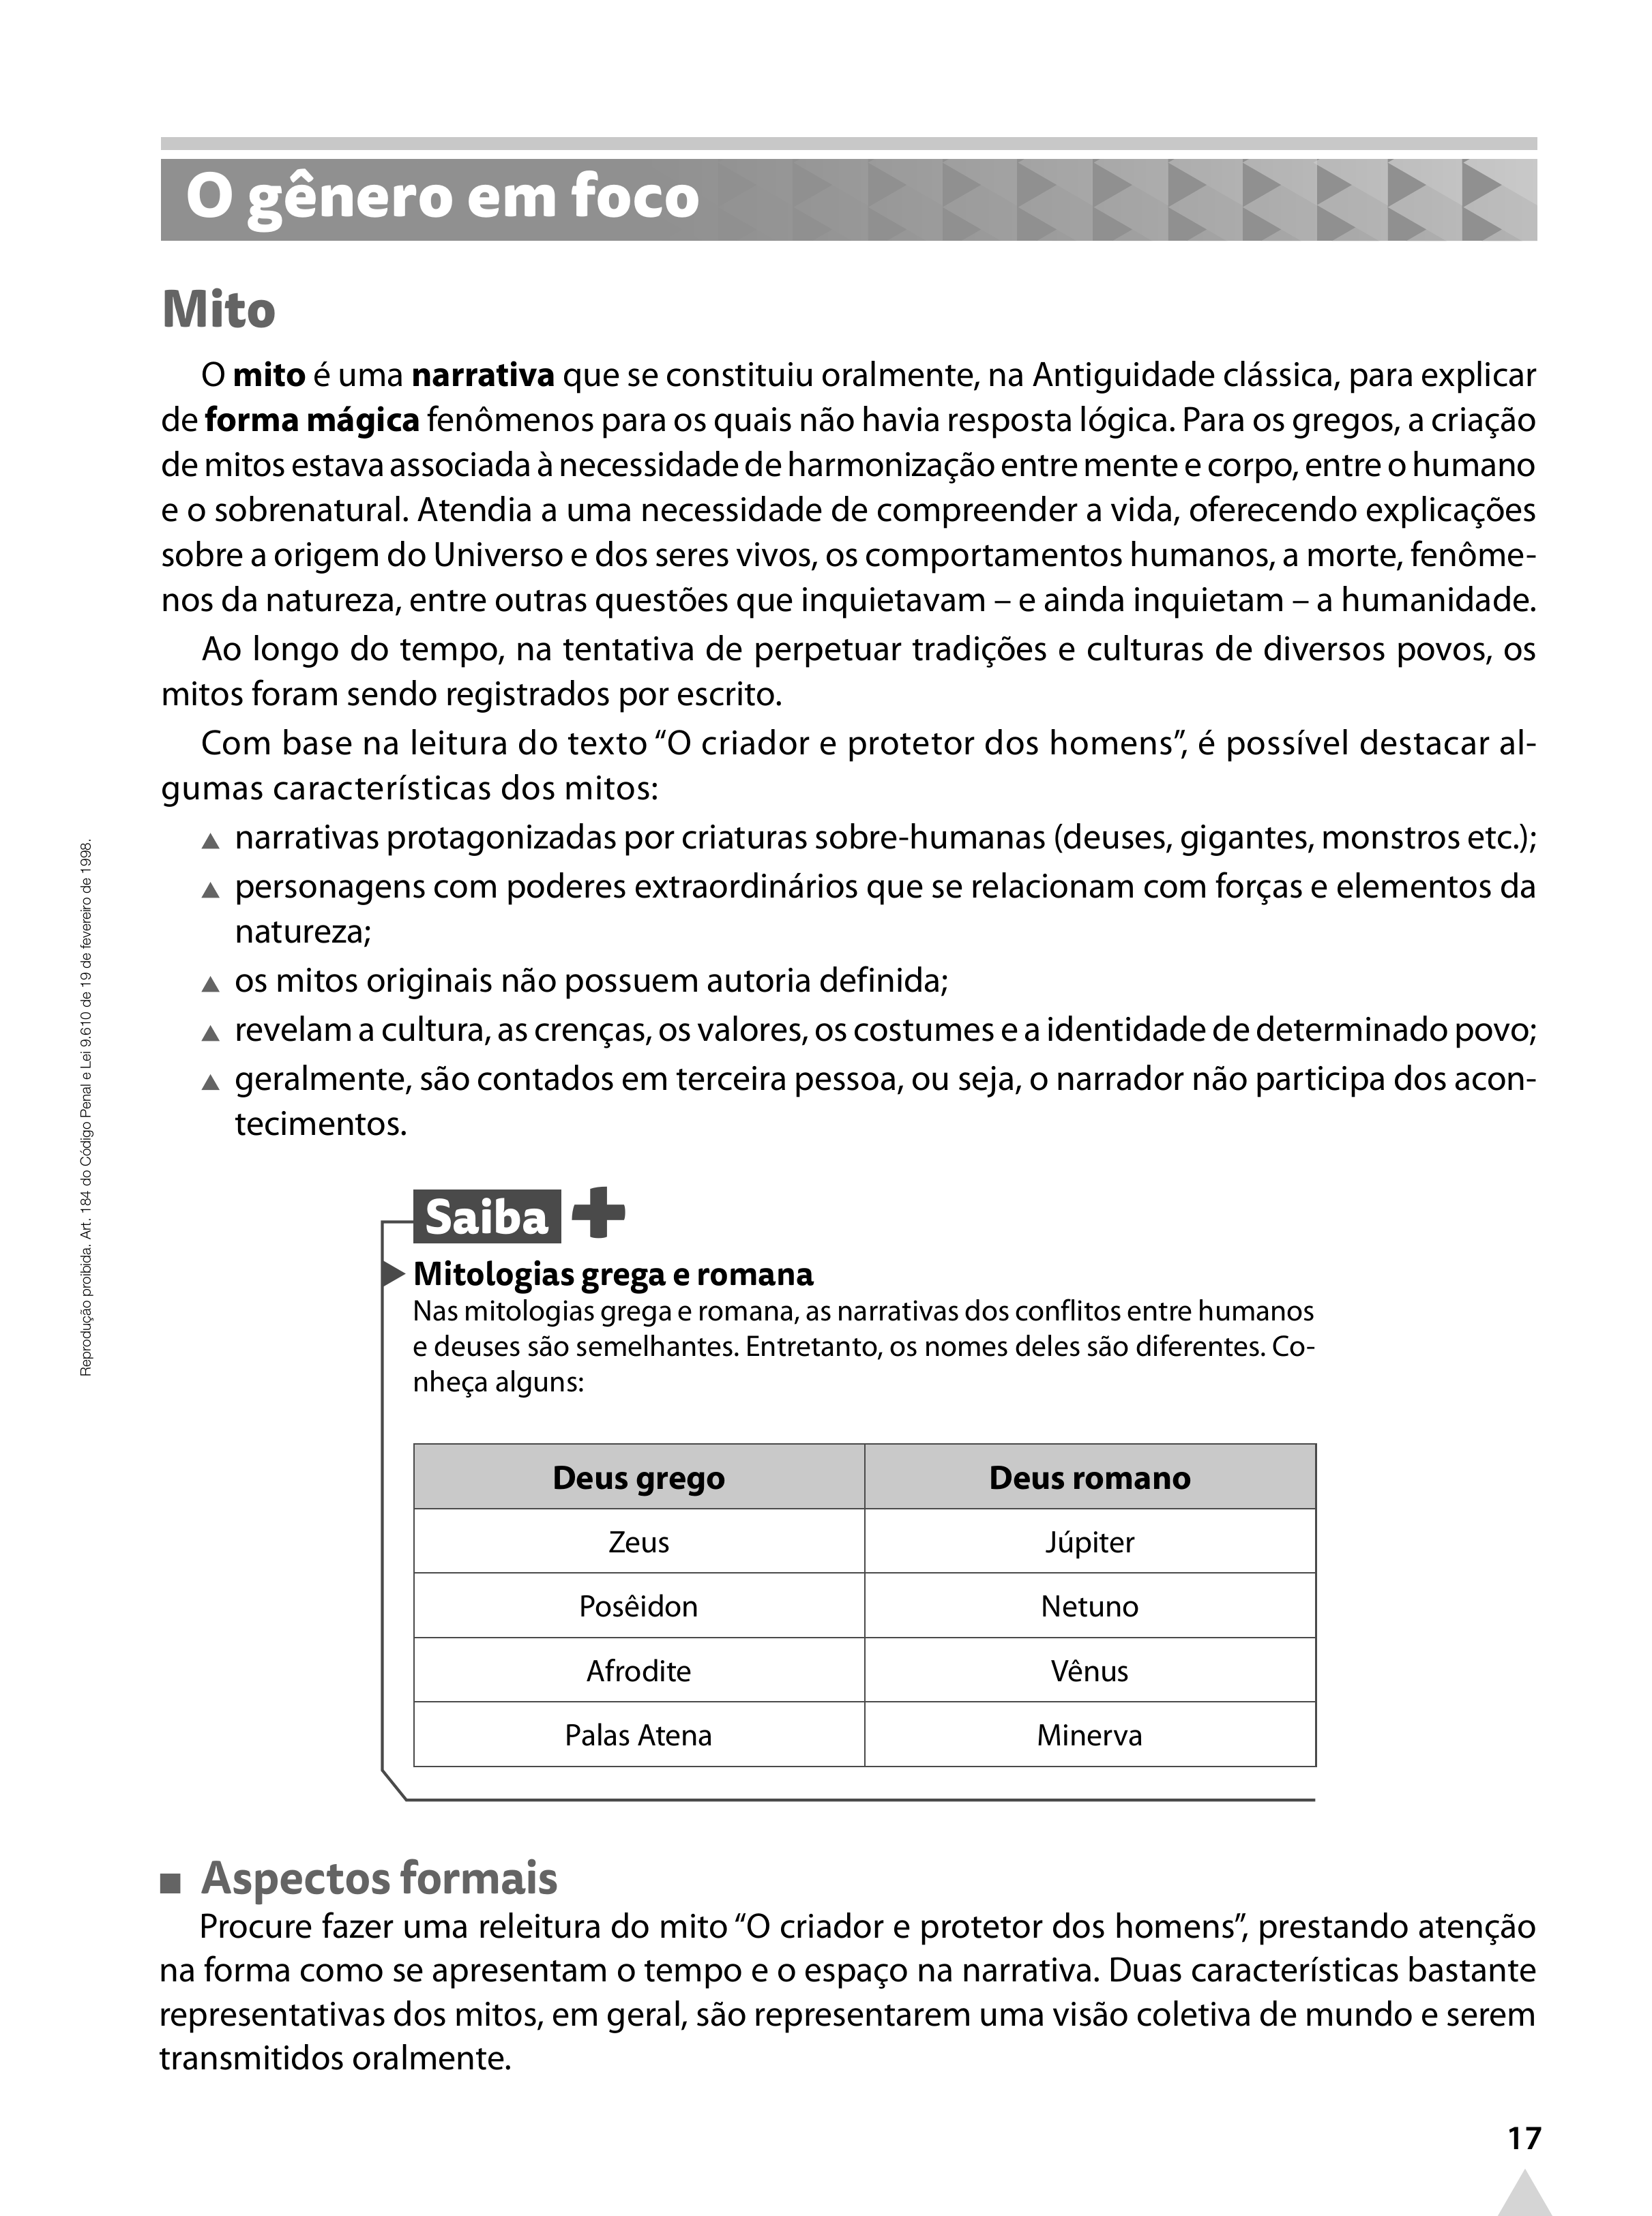 O gênero em foco
Mito
O mito é uma narrativa que se constituiu oralmente, na Antiguidade clássica, para explicar
de forma mágica fenômenos para os quais não havia resposta lógica. Para os gregos, a criação
de mitos estava associada à necessidade de harmonização entre mente e corpo, entre o humano
e o sobrenatural. Atendia a uma necessidade de compreender a vida, oferecendo explicações
sobre a origem do Universo e dos seres vivos, os comportamentos humanos, a morte, fenôme-
nos da natureza, entre outras questões que inquietavam – e ainda inquietam – a humanidade.
Ao longo do tempo, na tentativa de perpetuar tradições e culturas de diversos povos, os
mitos foram sendo registrados por escrito.
Com base na leitura do texto “O criador e protetor dos homens”, é possível destacar al-
gumas características dos mitos:
▲ narrativas protagonizadas por criaturas sobre-humanas (deuses, gigantes, monstros etc.);
▲ personagens com poderes extraordinários que se relacionam com forças e elementos da
natureza;
▲ os mitos originais não possuem autoria definida;
▲ revelam a cultura, as crenças, os valores, os costumes e a identidade de determinado povo;
▲ geralmente, são contados em terceira pessoa, ou seja, o narrador não participa dos acon-
tecimentos.
Reprodução proibida. Art. 184 do Código Penal e Lei 9.610 de 19 de fevereiro de 1998.
Saiba +
Mitologias grega e romana
Nas mitologias grega e romana, as narrativas dos conflitos entre humanos
e deuses são semelhantes. Entretanto, os nomes deles são diferentes. Co-
nheça alguns:
Deus grego Deus romano
Zeus Júpiter
Posêidon Netuno
Afrodite Vênus
Palas Atena Minerva
■ Aspectos formais
Procure fazer uma releitura do mito “O criador e protetor dos homens”, prestando atenção
na forma como se apresentam o tempo e o espaço na narrativa. Duas características bastante
representativas dos mitos, em geral, são representarem uma visão coletiva de mundo e serem
transmitidos oralmente.
17